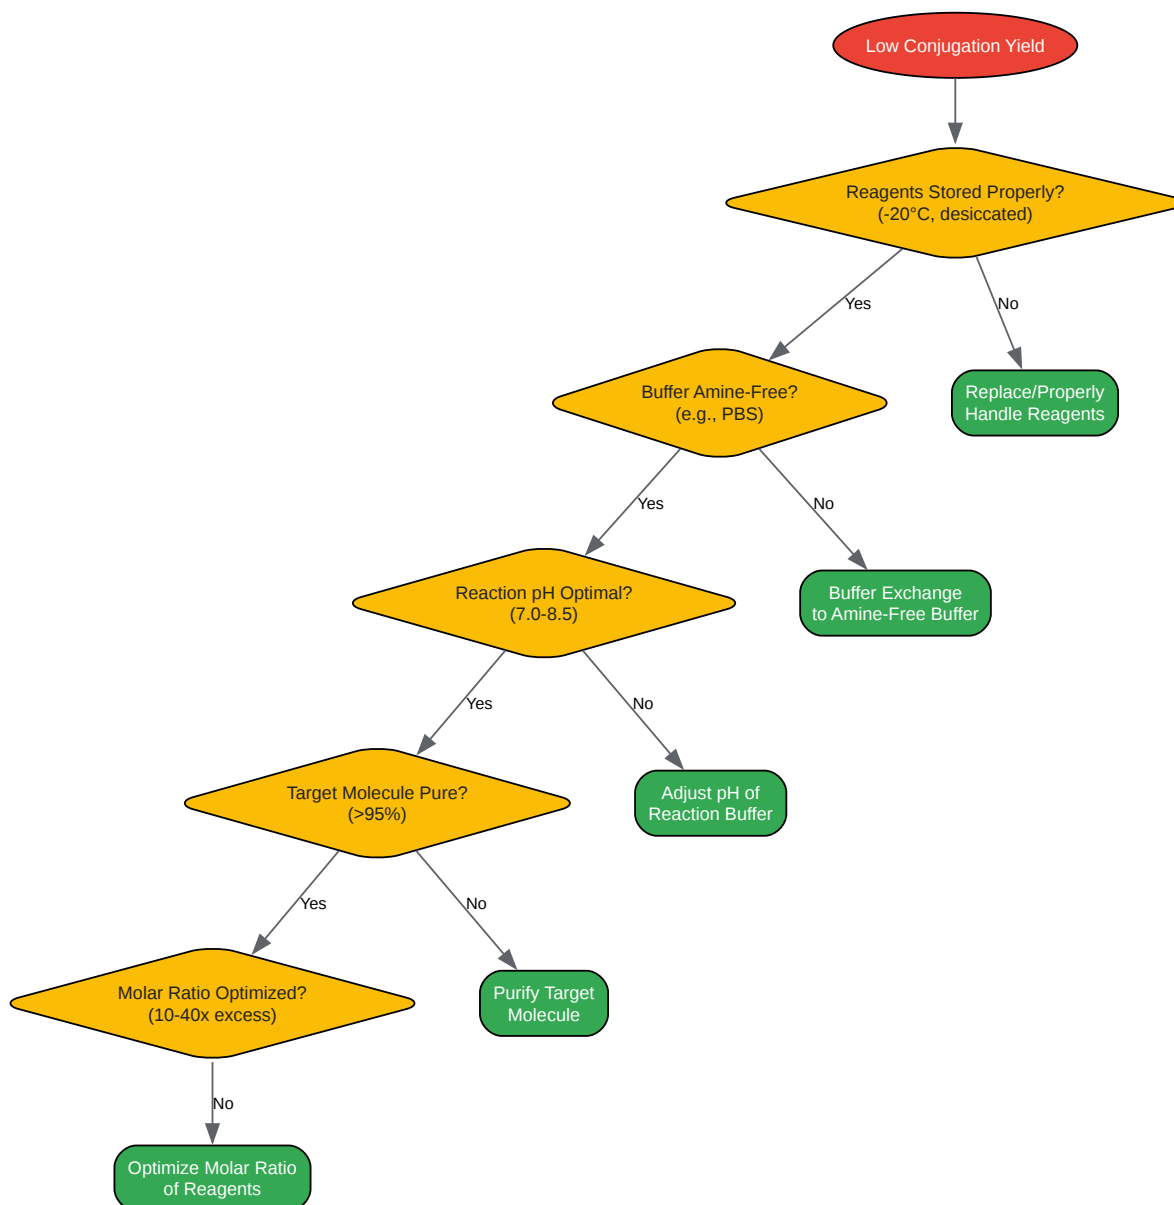 Low Conjugation Yield
Reagents Stored Properly?
(-20°C, desiccated)
Yes
No
Buffer Amine-Free?
(e.g., PBS)
Replace/Properly
Handle Reagents
Yes
No
Reaction pH Optimal?
(7.0-8.5)
Buffer Exchange
to Amine-Free Buffer
Yes
No
Target Molecule Pure?
(>95%)
Adjust pH of
Reaction Buffer
Yes
No
Molar Ratio Optimized?
(10-40x excess)
Purify Target
Molecule
No
Optimize Molar Ratio
of Reagents